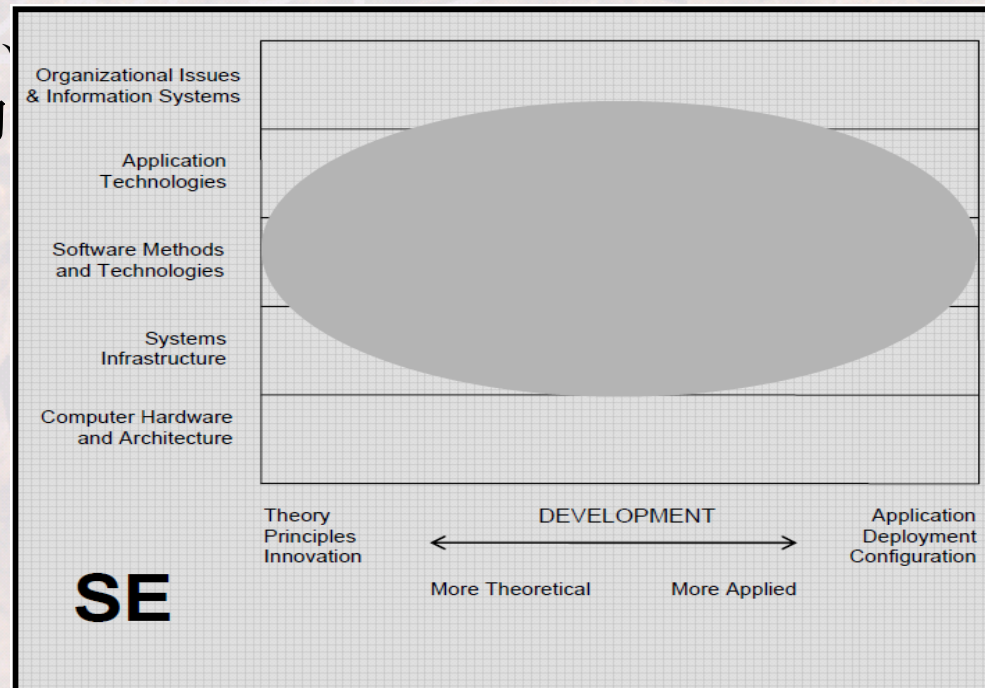 Organizational Issues
& Information Systems
Application
Technologies
Software Methods
and Technologies
Systems
Infrastructure
Computer Hardware
and Architecture
Theory
Principles
Innovation
DEVELOPMENT
Application
Deployment
Configuration
More Theoretical
More Applied
SE